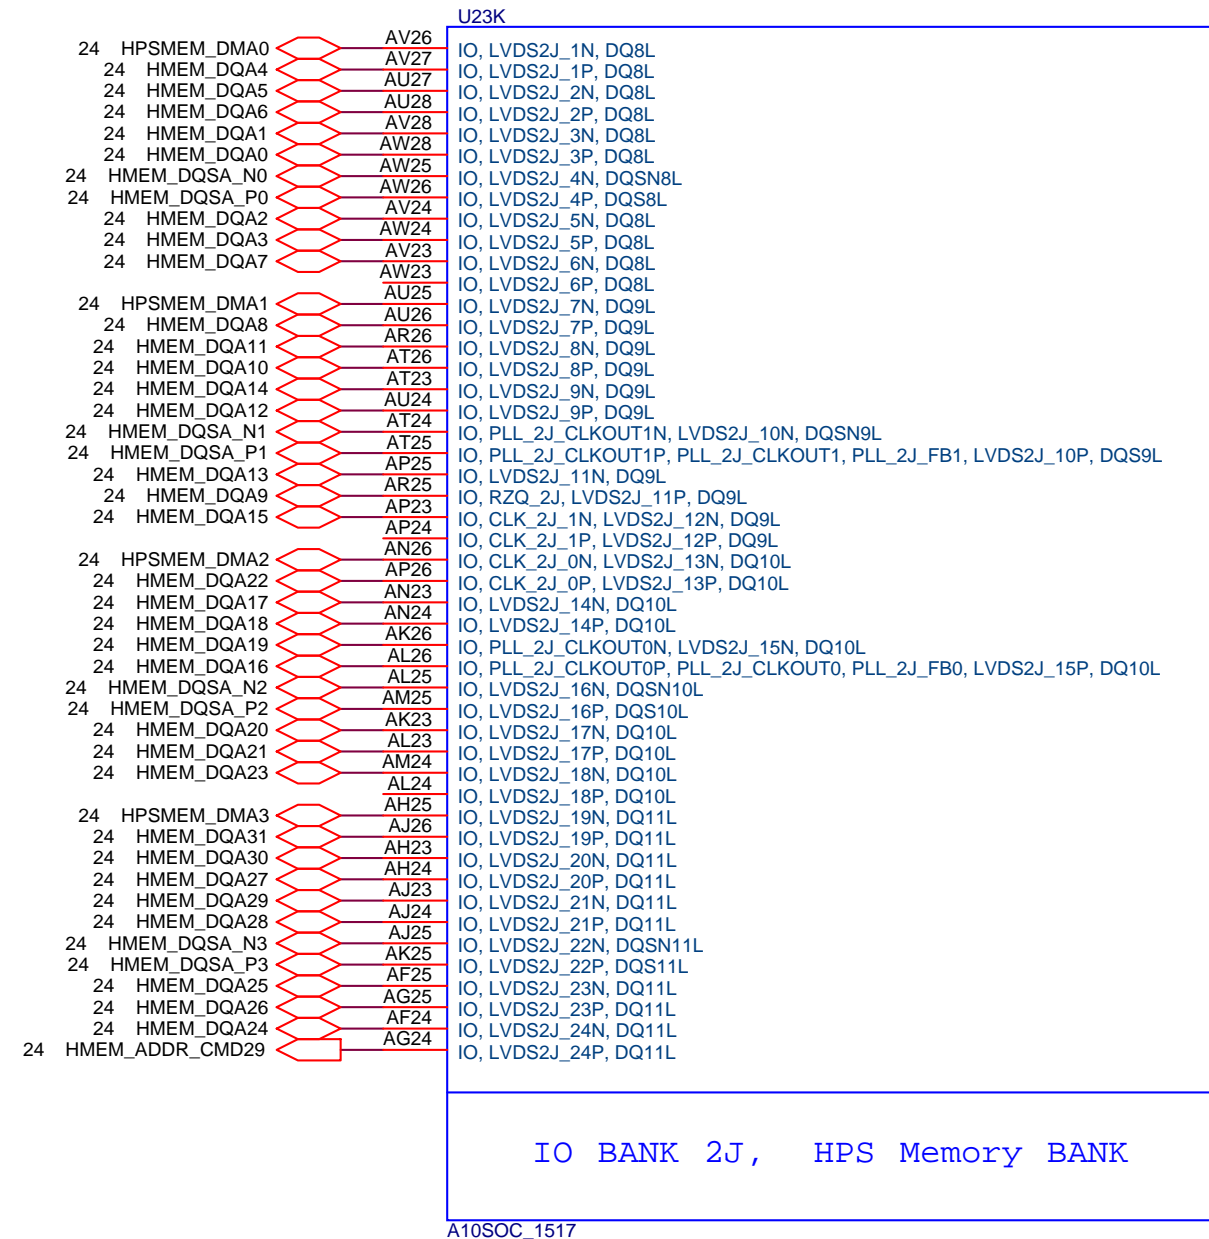 U23K
24 HPSMEM_DMA0 AV26 IO, LVDS2J_1N, DQ8L
24 HMEM_DQA4 AV27 IO, LVDS2J_1P, DQ8L
24 HMEM_DQA5 AU27 IO, LVDS2J_2N, DQ8L
24 HMEM_DQA6 AU28 IO, LVDS2J_2P, DQ8L
24 HMEM_DQA1 AV28 IO, LVDS2J_3N, DQ8L
24 HMEM_DQA0 AW28 IO, LVDS2J_3P, DQ8L
24 HMEM_DQSA_N0 AW25 IO, LVDS2J_4N, DQSN8L
24 HMEM_DQSA_P0 AW26 IO, LVDS2J_4P, DQS8L
24 HMEM_DQA2 AV24 IO, LVDS2J_5N, DQ8L
24 HMEM_DQA3 AW24 IO, LVDS2J_5P, DQ8L
24 HMEM_DQA7 AV23 IO, LVDS2J_6N, DQ8L
AW23 IO, LVDS2J_6P, DQ8L
24 HPSMEM_DMA1 AU25 IO, LVDS2J_7N, DQ9L
24 HMEM_DQA8 AU26 IO, LVDS2J_7P, DQ9L
24 HMEM_DQA11 AR26 IO, LVDS2J_8N, DQ9L
24 HMEM_DQA10 AT26 IO, LVDS2J_8P, DQ9L
24 HMEM_DQA14 AT23 IO, LVDS2J_9N, DQ9L
24 HMEM_DQA12 AU24 IO, LVDS2J_9P, DQ9L
24 HMEM_DQSA_N1 AT24 IO, PLL_2J_CLKOUT1N, LVDS2J_10N, DQSN9L
24 HMEM_DQSA_P1 AT25 IO, PLL_2J_CLKOUT1P, PLL_2J_CLKOUT1, PLL_2J_FB1, LVDS2J_10P, DQS9L
24 HMEM_DQA13 AP25 IO, LVDS2J_11N, DQ9L
24 HMEM_DQA9 AR25 IO, RZQ_2J, LVDS2J_11P, DQ9L
24 HMEM_DQA15 AP23 IO, CLK_2J_1N, LVDS2J_12N, DQ9L
AP24 IO, CLK_2J_1P, LVDS2J_12P, DQ9L
24 HPSMEM_DMA2 AN26 IO, CLK_2J_0N, LVDS2J_13N, DQ10L
24 HMEM_DQA22 AP26 IO, CLK_2J_0P, LVDS2J_13P, DQ10L
24 HMEM_DQA17 AN23 IO, LVDS2J_14N, DQ10L
24 HMEM_DQA18 AN24 IO, LVDS2J_14P, DQ10L
24 HMEM_DQA19 AK26 IO, PLL_2J_CLKOUT0N, LVDS2J_15N, DQ10L
24 HMEM_DQA16 AL26 IO, PLL_2J_CLKOUT0P, PLL_2J_CLKOUT0, PLL_2J_FB0, LVDS2J_15P, DQ10L
24 HMEM_DQSA_N2 AL25 IO, LVDS2J_16N, DQSN10L
24 HMEM_DQSA_P2 AM25 IO, LVDS2J_16P, DQS10L
24 HMEM_DQA20 AK23 IO, LVDS2J_17N, DQ10L
24 HMEM_DQA21 AL23 IO, LVDS2J_17P, DQ10L
24 HMEM_DQA23 AM24 IO, LVDS2J_18N, DQ10L
AL24 IO, LVDS2J_18P, DQ10L
24 HPSMEM_DMA3 AH25 IO, LVDS2J_19N, DQ11L
24 HMEM_DQA31 AJ26 IO, LVDS2J_19P, DQ11L
24 HMEM_DQA30 AH23 IO, LVDS2J_20N, DQ11L
24 HMEM_DQA27 AH24 IO, LVDS2J_20P, DQ11L
24 HMEM_DQA29 AJ23 IO, LVDS2J_21N, DQ11L
24 HMEM_DQA28 AJ24 IO, LVDS2J_21P, DQ11L
24 HMEM_DQSA_N3 AJ25 IO, LVDS2J_22N, DQSN11L
24 HMEM_DQSA_P3 AK25 IO, LVDS2J_22P, DQS11L
24 HMEM_DQA25 AF25 IO, LVDS2J_23N, DQ11L
24 HMEM_DQA26 AG25 IO, LVDS2J_23P, DQ11L
24 HMEM_DQA24 AF24 IO, LVDS2J_24N, DQ11L
24 HMEM_ADDR_CMD29 AG24 IO, LVDS2J_24P, DQ11L
IO BANK 2J, HPS Memory BANK
A10SOC_1517